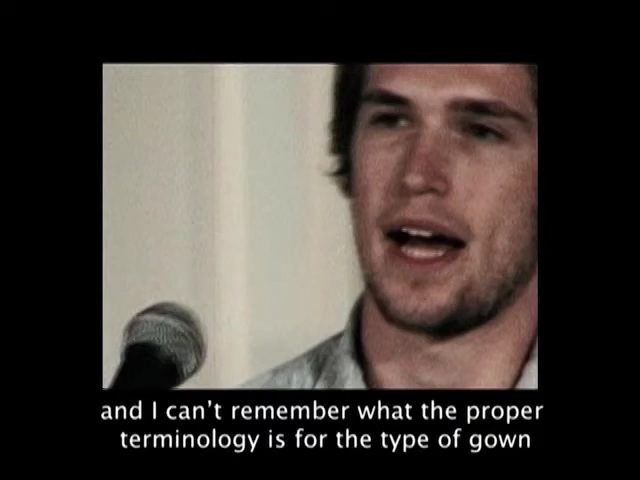 and I can't remember what the proper
terminology is for the type of gown